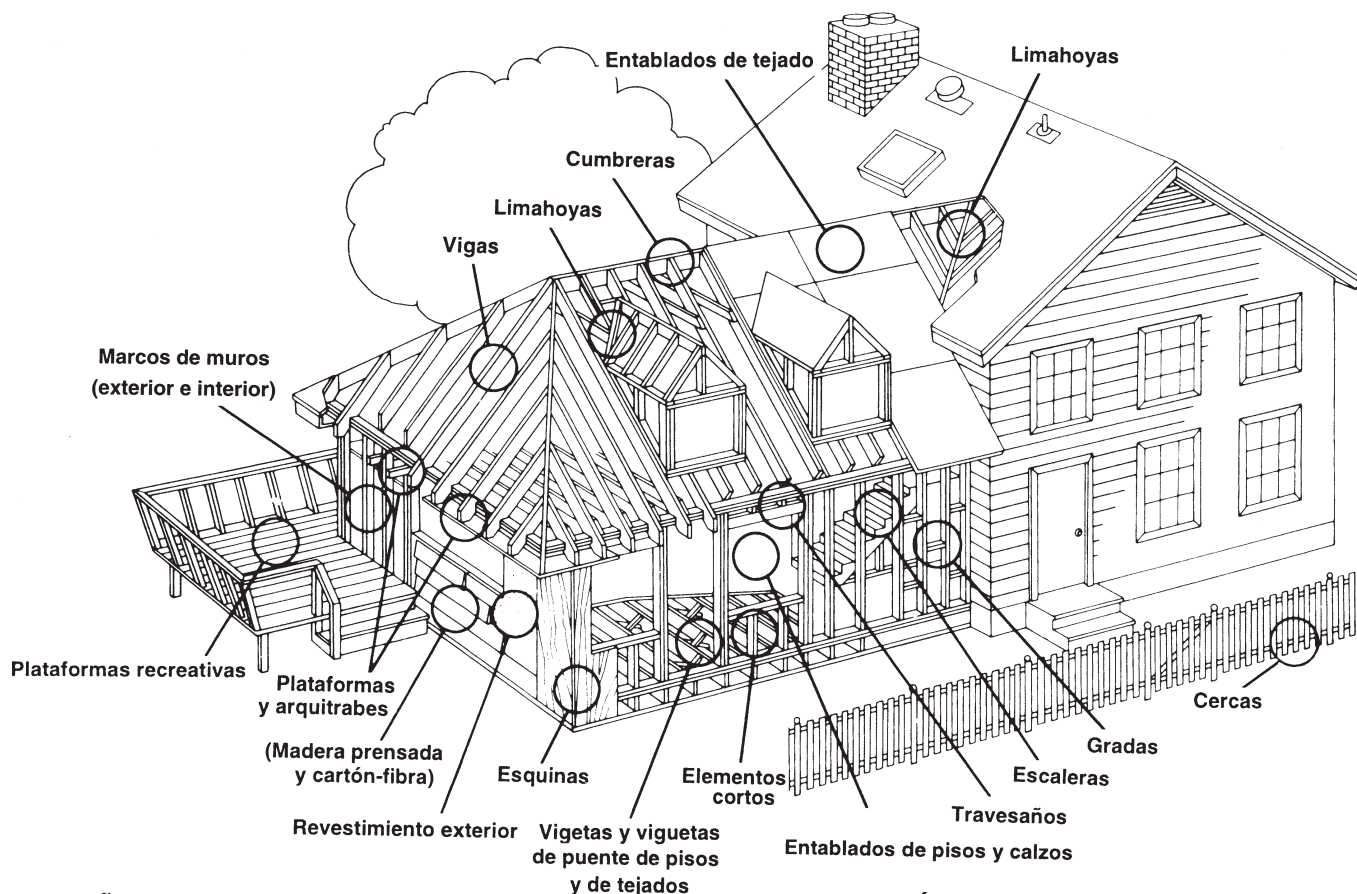 Entablados de tejado
Limahoyas
Cumbreras
Limahoyas
Vigas
Marcos de muros
(exterior e interior)
Plataformas recreativas
Plataformas
y arquitrabes
(Madera prensada
y cartón-fibra)
Revestimiento exterior
Esquinas
Vigetas y viguetas
de puente de pisos
y de tejados
Elementos
cortos
Entablados de pisos y calzos
Travesaños
Escaleras
Gradas
Cercas